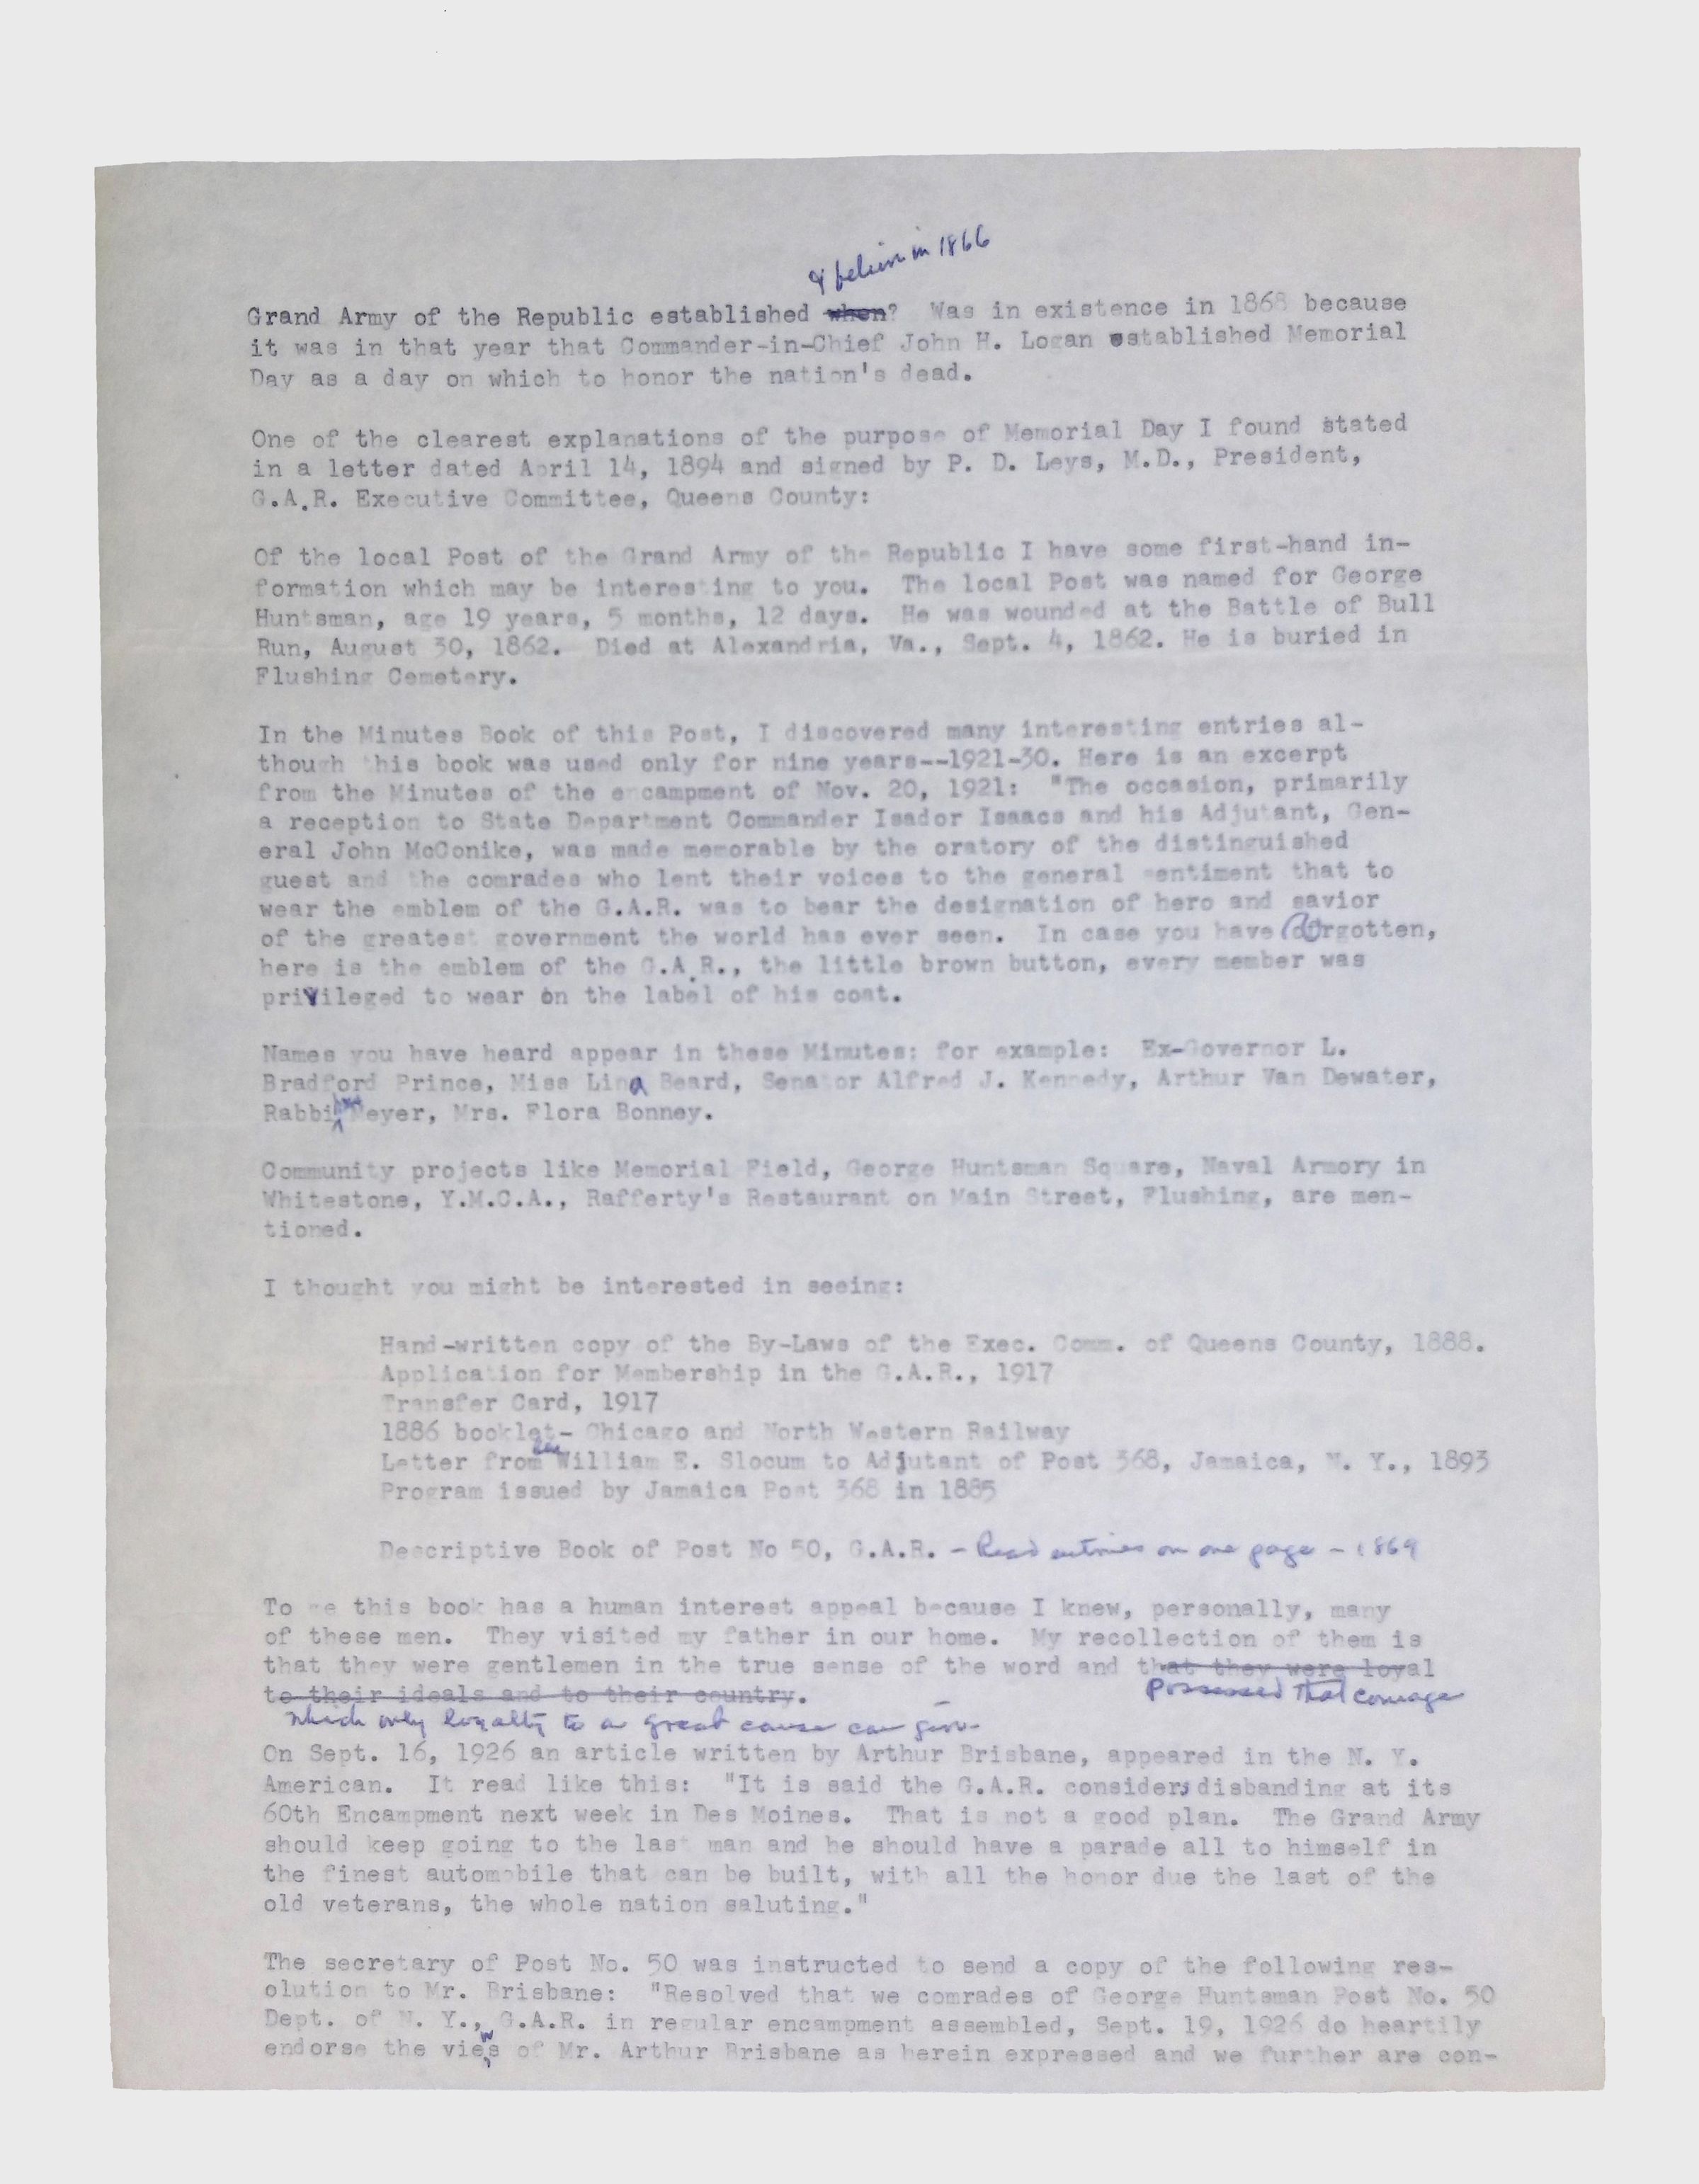 I believe in 1866
Grand Army of the Republic established when? Was in existence in 1868 because
it was in that year that Commander-in-Chief John H. Logan established Memorial
Day as a day on which to honor the nation's dead.
One of the clearest explanations of the purpose of Memorial Day I found stated
in a letter dated April 14, 1894 and signed by P. D. Leys, M.D., President,
G.A.R. Executive Committee, Queens County:
Of the local Post of the Grand Army of the Republic I have some first-hand in-
formation which may be interesting to you. The local Post was named for George
Huntsman, age 19 years, 5 months, 12 days. He was wounded at the Battle of Bull
Run, August 30, 1862. Died at Alexandria, Va., Sept. 4, 1862. He is buried in
Flushing Cemetery.
In the Minutes Book of this Post, I discovered many interesting entries al-
though this book was used only for nine years--1921-30. Here is an excerpt
from the Minutes of the encampment of Nov. 20, 1921: "The occasion, primarily
a reception to State Department Commander Isador Isaacs and his Adjutant, Gen-
eral John McConike, was made memorable by the oratory of the distinguished
guest and the comrades who lent their voices to the general sentiment that to
wear the emblem of the G.A.R. was to bear the designation of hero and savior
of the greatest government the world has ever seen. In case you have forgotten,
here is the emblem of the G.A.R., the little brown button, every member was
privileged to wear on the label of his coat.
Names you have heard appear in these Minutes; for example: Ex-Governor L.
Bradford Prince, Miss Lina Beard, Senator Alfred J. Kennedy, Arthur Van Dewater,
Rabbi Meyer, Mrs. Flora Bonney.
Community projects like Memorial Field, George Huntsman Square, Naval Armory in
Whitestone, Y.M.C.A., Rafferty's Restaurant on Main Street, Flushing, are men-
tioned.
I thought you might be interested in seeing:
Hand-written copy of the By-Laws of the Exec. Comm. of Queens County, 1888.
Application for Membership in the G.A.R., 1917
Transfer Card, 1917
1886 booklet- Chicago and North Western Railway
Letter from William E. Slocum to Adjutant of Post 368, Jamaica, N. Y., 1893
Program issued by Jamaica Post 368 in 1885
Descriptive Book of Post No 50, G.A.R. - Read entries on one page - 1869
To me this book has a human interest appeal because I knew, personally, many
of these men. They visited my father in our home. My recollection of them is
that they were gentlemen in the true sense of the word and that they were loyal
to their ideals and to their country.
possessed that courage
which only loyalty to a great cause can give
On Sept. 16, 1926 an article written by Arthur Brisbane, appeared in the N. Y.
American. It read like this: "It is said the G.A.R. considers disbanding at its
60th Encampment next week in Des Moines. That is not a good plan. The Grand Army
should keep going to the last man and he should have a parade all to himself in
the finest automobile that can be built, with all the honor due the last of the
old veterans, the whole nation saluting."
The secretary of Post No. 50 was instructed to send a copy of the following res-
olution to Mr. Brisbane: "Resolved that we comrades of George Huntsman Post No. 50
Dept. of N. Y., G.A.R. in regular encampment assembled, Sept. 19, 1926 do heartily
endorse the views of Mr. Arthur Brisbane as herein expressed and we further are con-